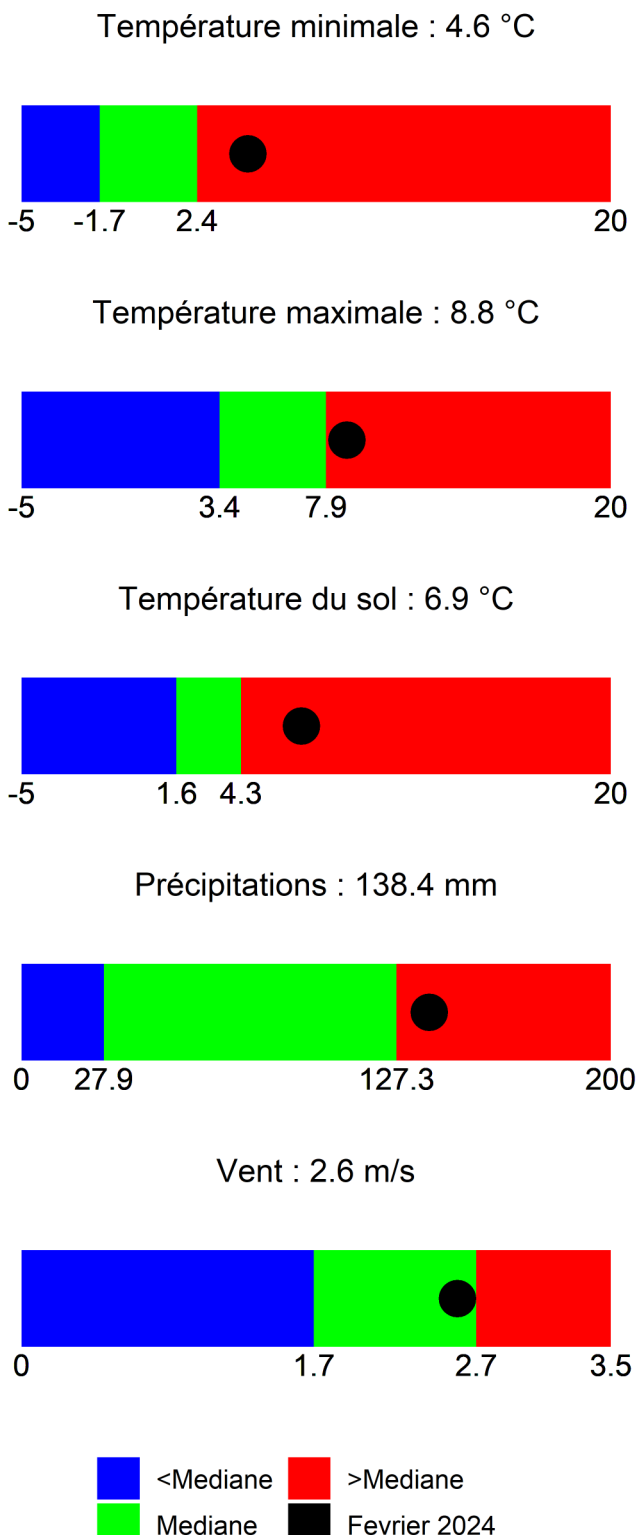 Température minimale : 4.6 °C
-5 -1.7 2.4 20
Température maximale : 8.8 °C
-5 3.4 7.9 20
Température du sol : 6.9 °C
-5 1.6 4.3 20
Précipitations : 138.4 mm
0 27.9 127.3 200
Vent : 2.6 m/s
0 1.7 2.7 3.5
<Mediane >Mediane
Mediane Fevrier 2024